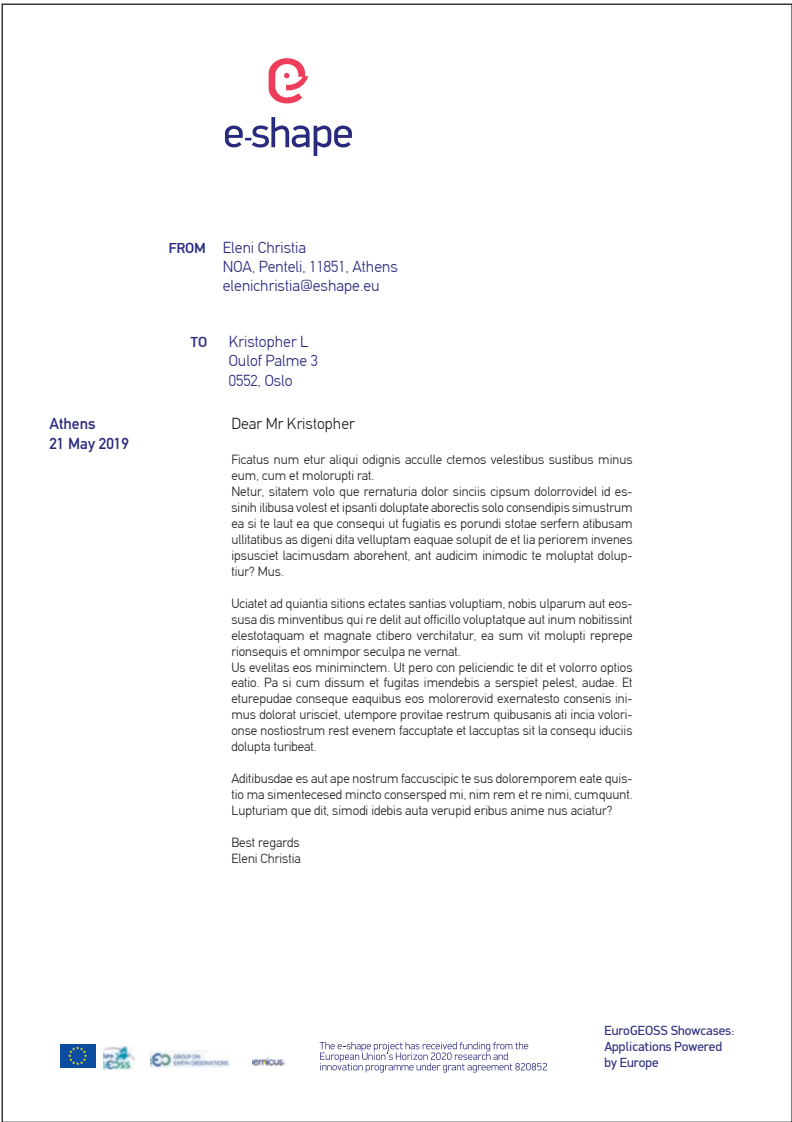 e-shape
FROM Eleni Christia
NOA, Penteli, 11851, Athens
elenichristia@eshape.eu
TO Kristopher L
Oulof Palme 3
0552, Oslo
Athens
21 May 2019
Dear Mr Kristopher
Ficatus num etur aliqui odignis acculle ctemos velestibus sustibus minus
eum, cum et molorupti rat.
Netur, sitatem volo que rernaturia dolor sinciis cipsum dolorrovidel id es-
sinih ilibusa volest et ipsanti doluptate aborectis solo consendipis simustrum
ea si te laut ea que consequi ut fugiatis es porundi stotae serfern atibusam
ullitatibus as digeni dita velluptam eaquae solupit de et lia periorem invenes
ipsusciet lacimusdam aborehent, ant audicim inimodic te moluptat dolup-
tiur? Mus.
Uciatet ad quiantia sitions ectates santias voluptiam, nobis ulparum aut eos-
susa dis minventibus qui re delit aut officillo voluptatque aut inum nobitissint
elestotaquam et magnate ctibero verchitatur, ea sum vit molupti reprepe
rionsequis et omnimpor seculpa ne vernat.
Us evelitas eos miniminctem. Ut pero con peliciendic te dit et volorro optios
eatio. Pa si cum dissum et fugitas imendebis a serspiet pelest, audae. Et
eturepudae conseque eaquibus eos molorerovid exernatesto consenis ini-
mus dolorat urisciet, utempore provitae restrum quibusanis ati incia volori-
onse nostiostrum rest evenem faccuptate et laccuptas sit la consequ iduciis
dolupta turibeat.
Aditibusdae es aut ape nostrum faccuscipic te sus doloremporem eate quis-
tio ma simentecesed mincto consersped mi, nim rem et re nimi, cumquunt.
Lupturiam que dit, simodi idebis auta verupid eribus anime nus aciatur?
Best regards
Eleni Christia
GROUP ON
EARTH OBSERVATIONS
ernicus
The e-shape project has received funding from the
European Union's Horizon 2020 research and
innovation programme under grant agreement 820852
EuroGEOSS Showcases:
Applications Powered
by Europe